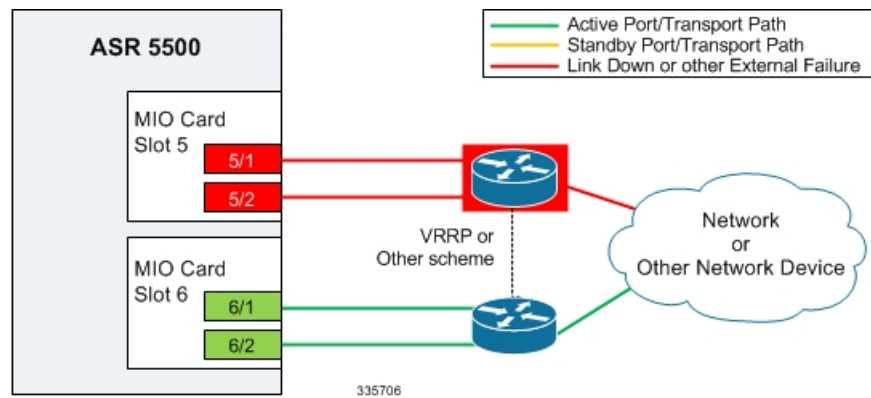 ASR 5500
Active Port/Transport Path
Standby Port/Transport Path
Link Down or other External Failure
MIO Card
Slot 5
5/1
5/2
VRRP or
Other scheme
Network
or
Other Network Device
MIO Card
Slot 6
6/1
6/2
335706